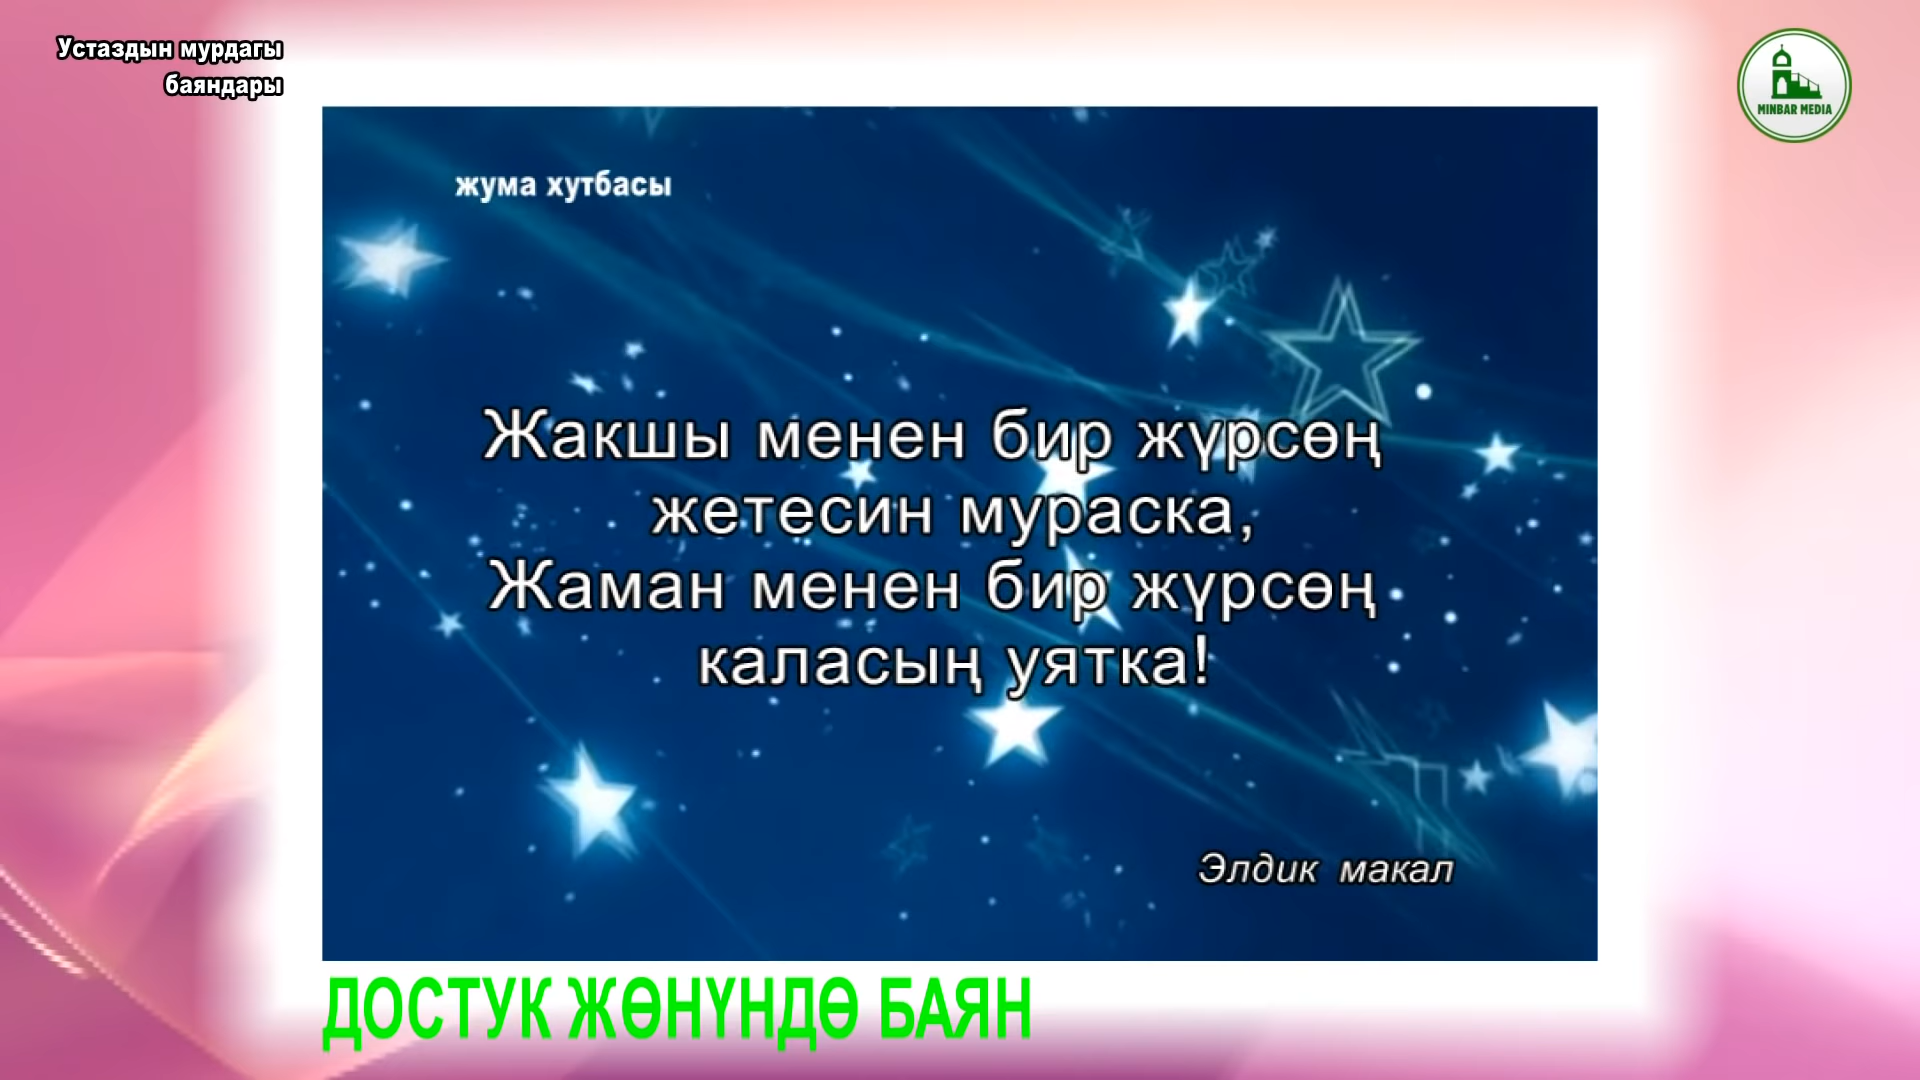 Устаздын мурдагы
баяндары
MINBAR MEDIA
жума хутбасы
Жакшы менен бир жүрсөң
жетесин мураска,
Жаман менен бир жүрсөң
каласың уятка!
Элдик макал
ДОСТУК ЖӨНҮНДӨ БАЯН